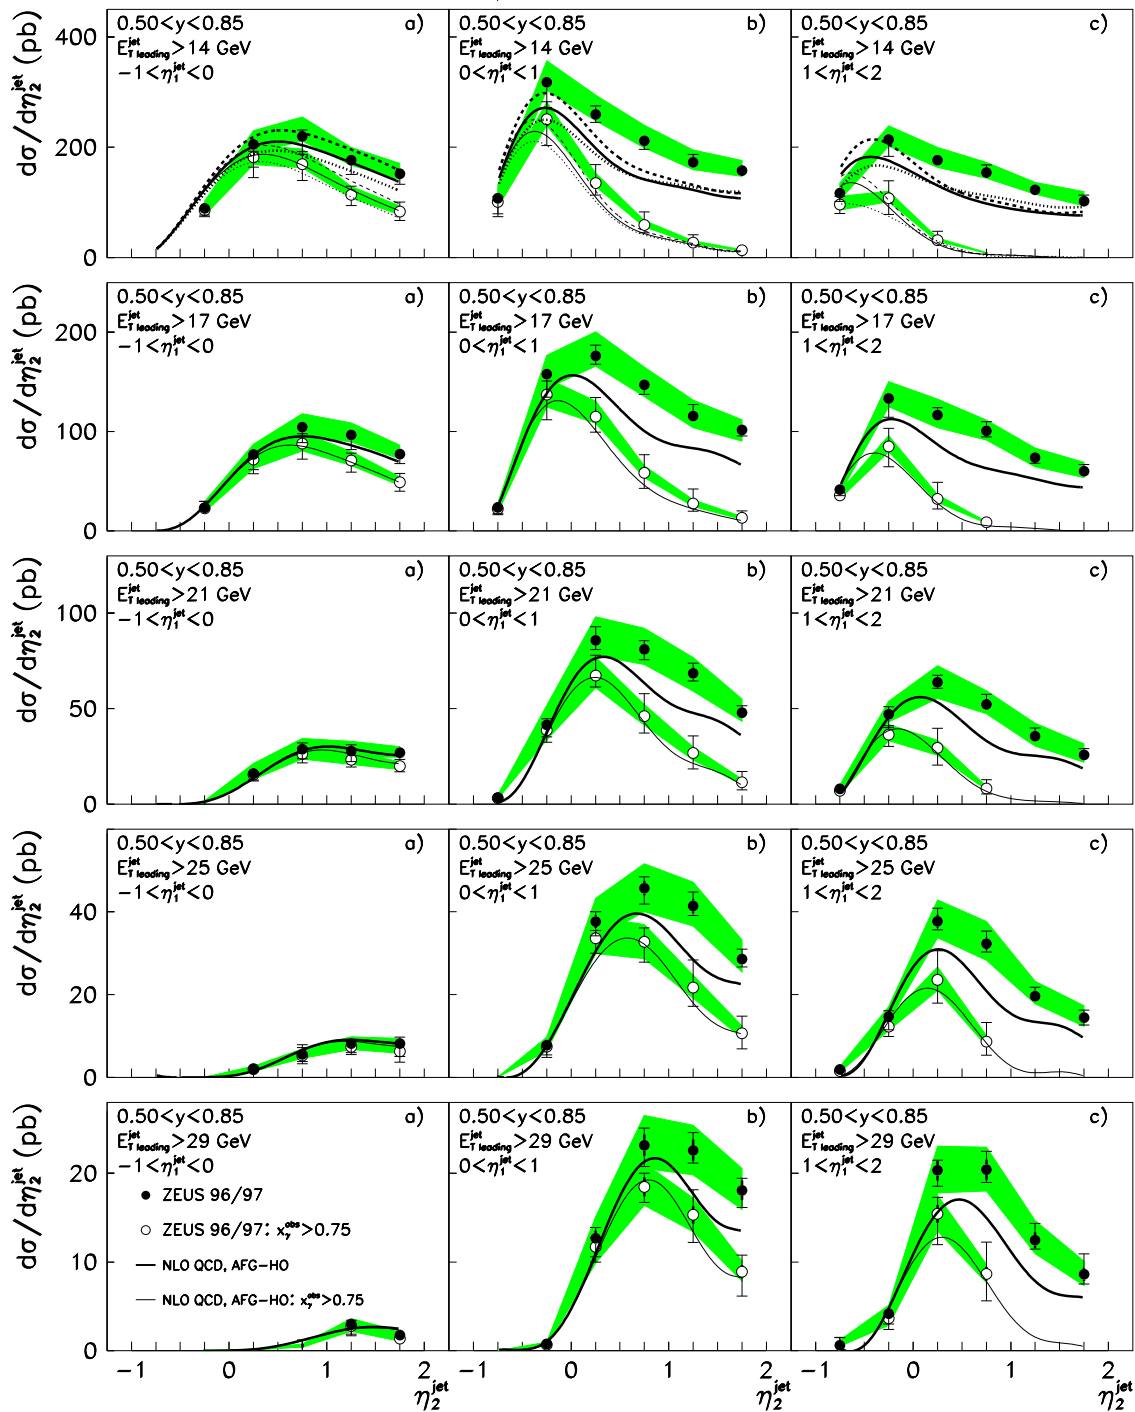 0.50<y<0.85 a)
E_T leading^jet>14 GeV
−1<η_1^jet<0
0.50<y<0.85 b)
E_T leading^jet>14 GeV
0<η_1^jet<1
0.50<y<0.85 c)
E_T leading^jet>14 GeV
1<η_1^jet<2
dσ/dη_2^jet (pb)
400
200
0
0.50<y<0.85 a)
E_T leading^jet>17 GeV
−1<η_1^jet<0
0.50<y<0.85 b)
E_T leading^jet>17 GeV
0<η_1^jet<1
0.50<y<0.85 c)
E_T leading^jet>17 GeV
1<η_1^jet<2
dσ/dη_2^jet (pb)
200
100
0
0.50<y<0.85 a)
E_T leading^jet>21 GeV
−1<η_1^jet<0
0.50<y<0.85 b)
E_T leading^jet>21 GeV
0<η_1^jet<1
0.50<y<0.85 c)
E_T leading^jet>21 GeV
1<η_1^jet<2
dσ/dη_2^jet (pb)
100
50
0
0.50<y<0.85 a)
E_T leading^jet>25 GeV
−1<η_1^jet<0
0.50<y<0.85 b)
E_T leading^jet>25 GeV
0<η_1^jet<1
0.50<y<0.85 c)
E_T leading^jet>25 GeV
1<η_1^jet<2
dσ/dη_2^jet (pb)
40
20
0
0.50<y<0.85 a)
E_T leading^jet>29 GeV
−1<η_1^jet<0
0.50<y<0.85 b)
E_T leading^jet>29 GeV
0<η_1^jet<1
0.50<y<0.85 c)
E_T leading^jet>29 GeV
1<η_1^jet<2
dσ/dη_2^jet (pb)
20
10
0
ZEUS 96/97
ZEUS 96/97: x_γ^obs>0.75
NLO QCD, AFG−HO
NLO QCD, AFG−HO: x_γ^obs>0.75
−1 0 1 2
η_2^jet
−1 0 1 2
η_2^jet
−1 0 1 2
η_2^jet